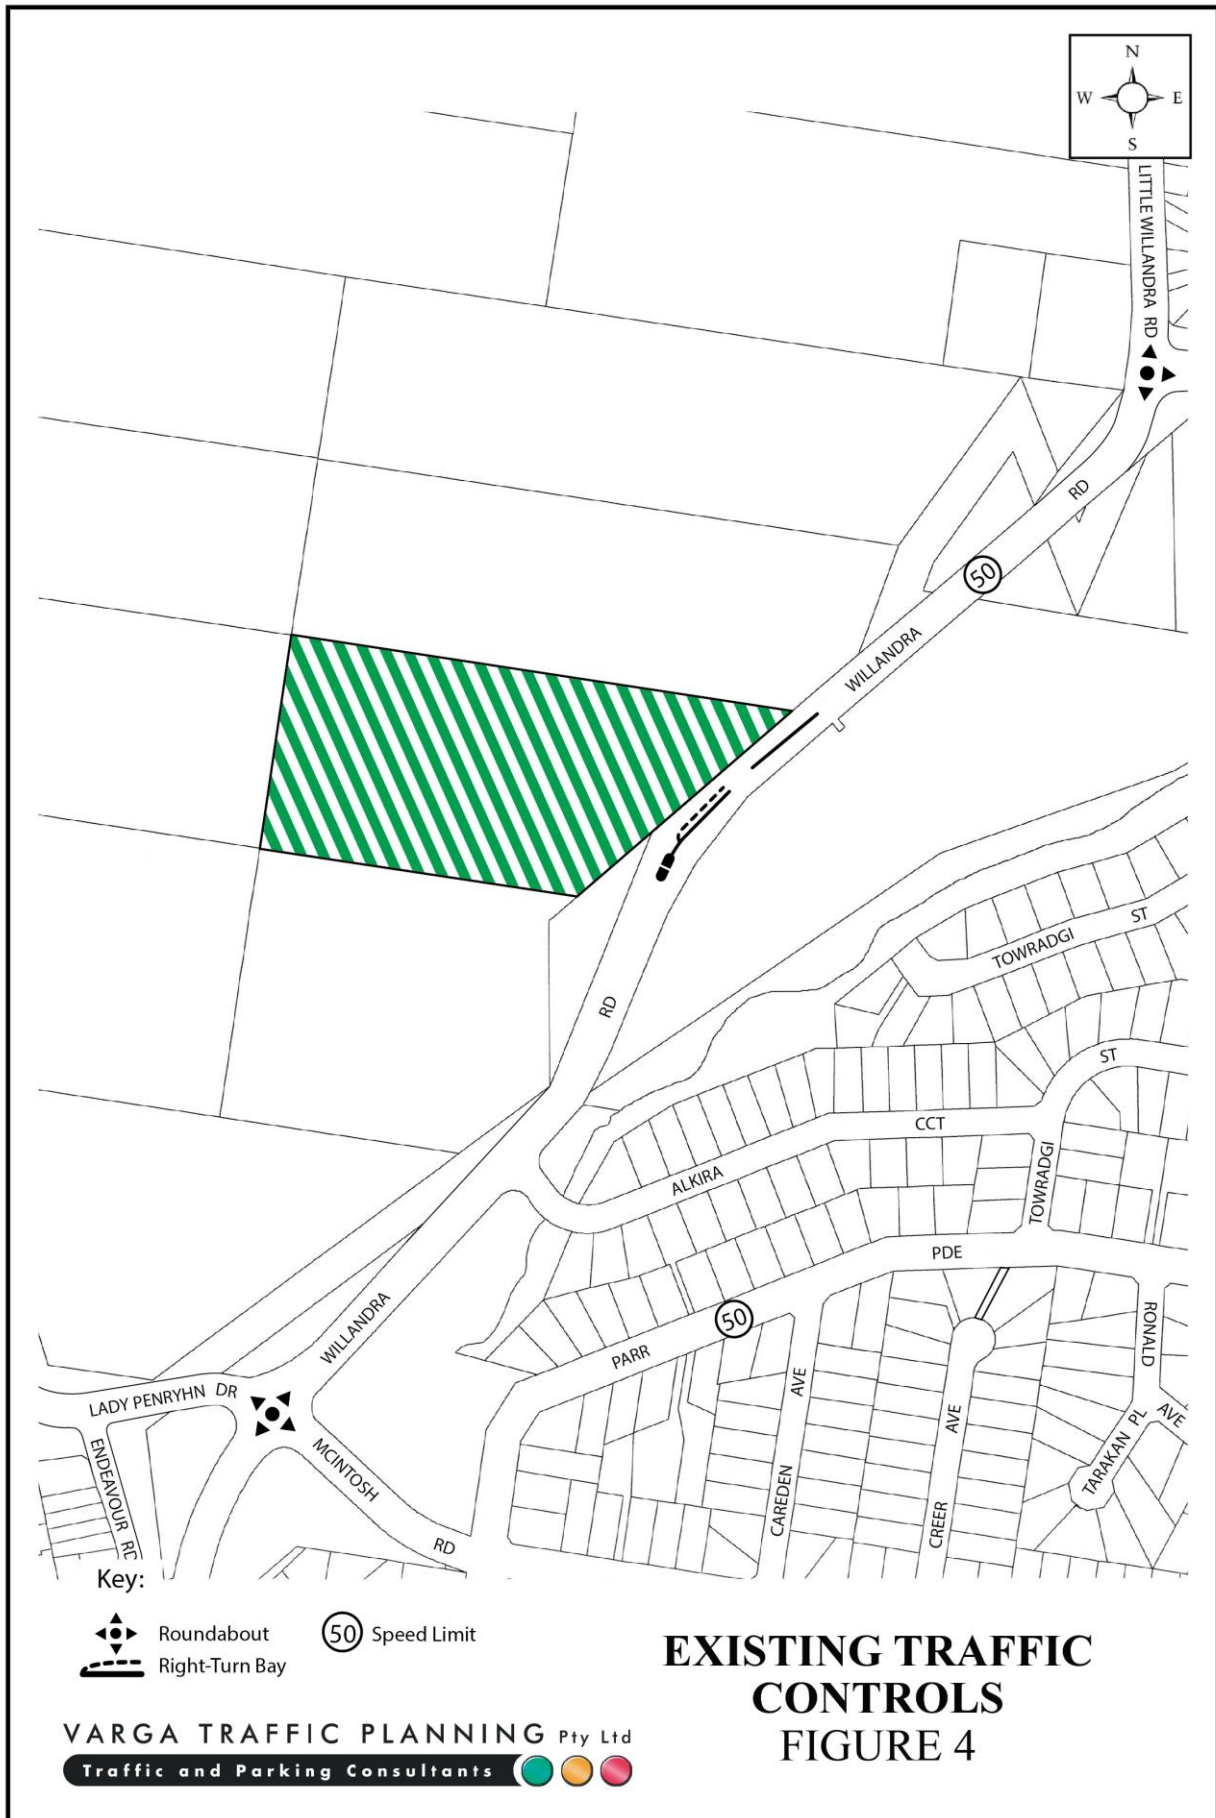 N
W E
S
LITTLE WILLANDRA RD
RD
50
WILLANDRA
TOWRADGI ST
RD
ST
CCT
ALKIRA
TOWRADGI
PDE
WILLANDRA
50
PARR
RONALD
AVE
LADY PENRYHN DR
AVE
AVE
TARAKAN PL
MCINTOSH
ENDEAVOUR RD
CAREDEN
CREER
RD
Key:
Roundabout
50 Speed Limit
Right-Turn Bay
EXISTING TRAFFIC
CONTROLS
FIGURE 4
VARGA TRAFFIC PLANNING Pty Ltd
Traffic and Parking Consultants